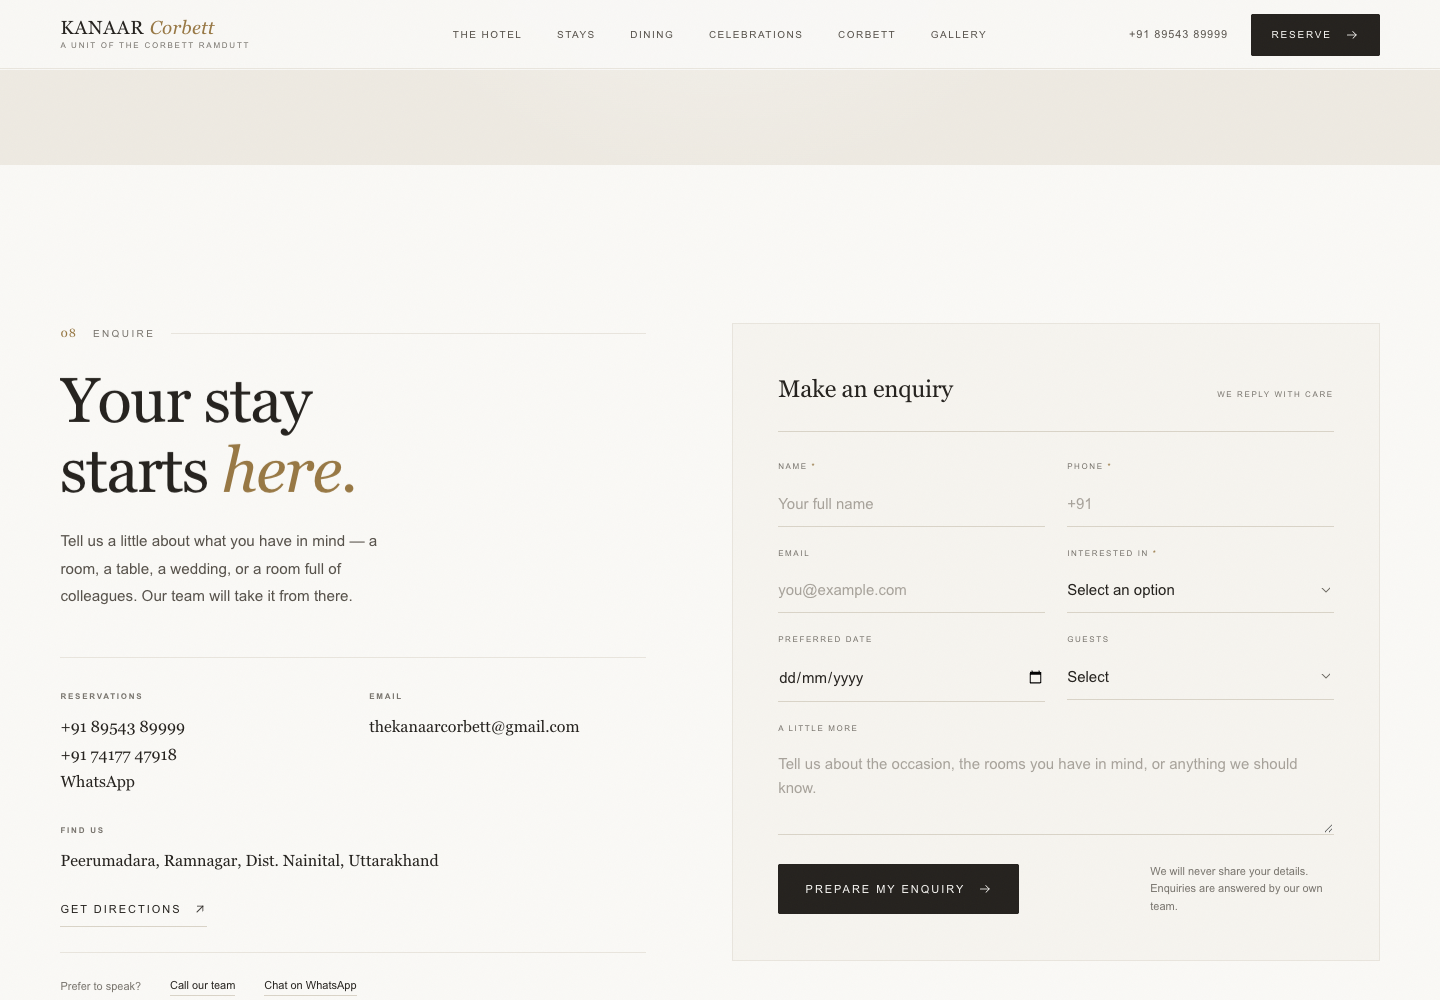 KANAAR Corbett
A UNIT OF THE CORBETT RAMDUTT
THE HOTEL
STAYS
DINING
CELEBRATIONS
CORBETT
GALLERY
+91 89543 89999
RESERVE
08 ENQUIRE
Your stay
starts here.
Tell us a little about what you have in mind — a
room, a table, a wedding, or a room full of
colleagues. Our team will take it from there.
RESERVATIONS
+91 89543 89999
+91 74177 47918
WhatsApp
EMAIL
thekanaarcorbett@gmail.com
FIND US
Peerumadara, Ramnagar, Dist. Nainital, Uttarakhand
GET DIRECTIONS
Prefer to speak?
Call our team
Chat on WhatsApp
Make an enquiry
WE REPLY WITH CARE
NAME *
Your full name
PHONE *
+91
EMAIL
you@example.com
INTERESTED IN *
Select an option
PREFERRED DATE
dd/mm/yyyy
GUESTS
Select
A LITTLE MORE
Tell us about the occasion, the rooms you have in mind, or anything we should
know.
PREPARE MY ENQUIRY
We will never share your details.
Enquiries are answered by our own
team.